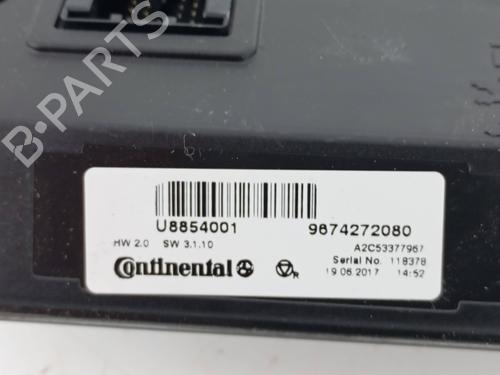 U8854001 9674272080
HW 2.0 SW 3.1.10 A2C53377967
Serial No. 118378
Continental R 19.06.2017 14:52
B-PARTS